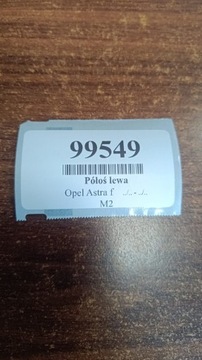 99549
Półoś lewa
Opel Astra f ../.. - ../..
M2